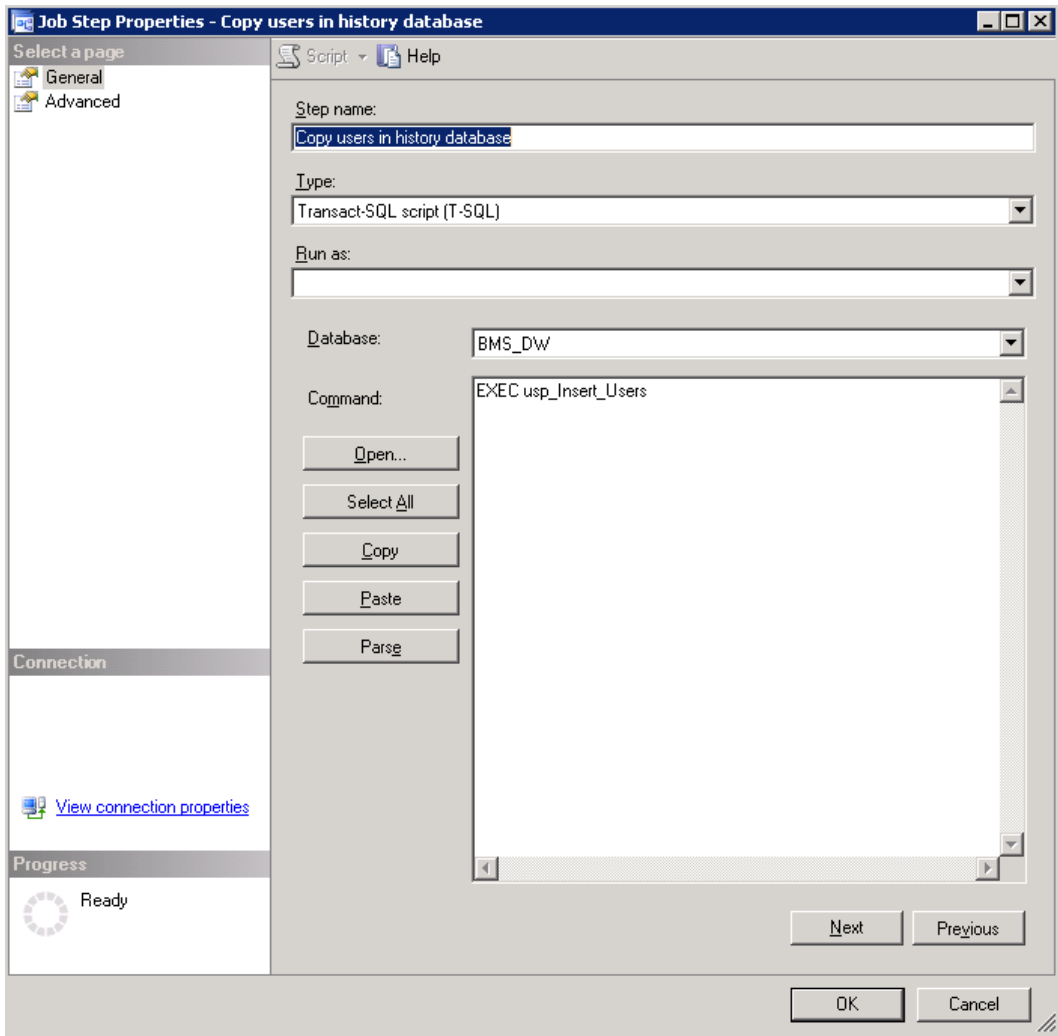 Job Step Properties - Copy users in history database
Select a page
General
Advanced
Script
Help
Step name:
Copy users in history database
Type:
Transact-SQL script (T-SQL)
Run as:
Database:
BMS_DW
Command:
EXEC usp_Insert_Users
Open...
Select All
Copy
Paste
Parse
Connection
View connection properties
Progress
Ready
Next
Previous
OK
Cancel